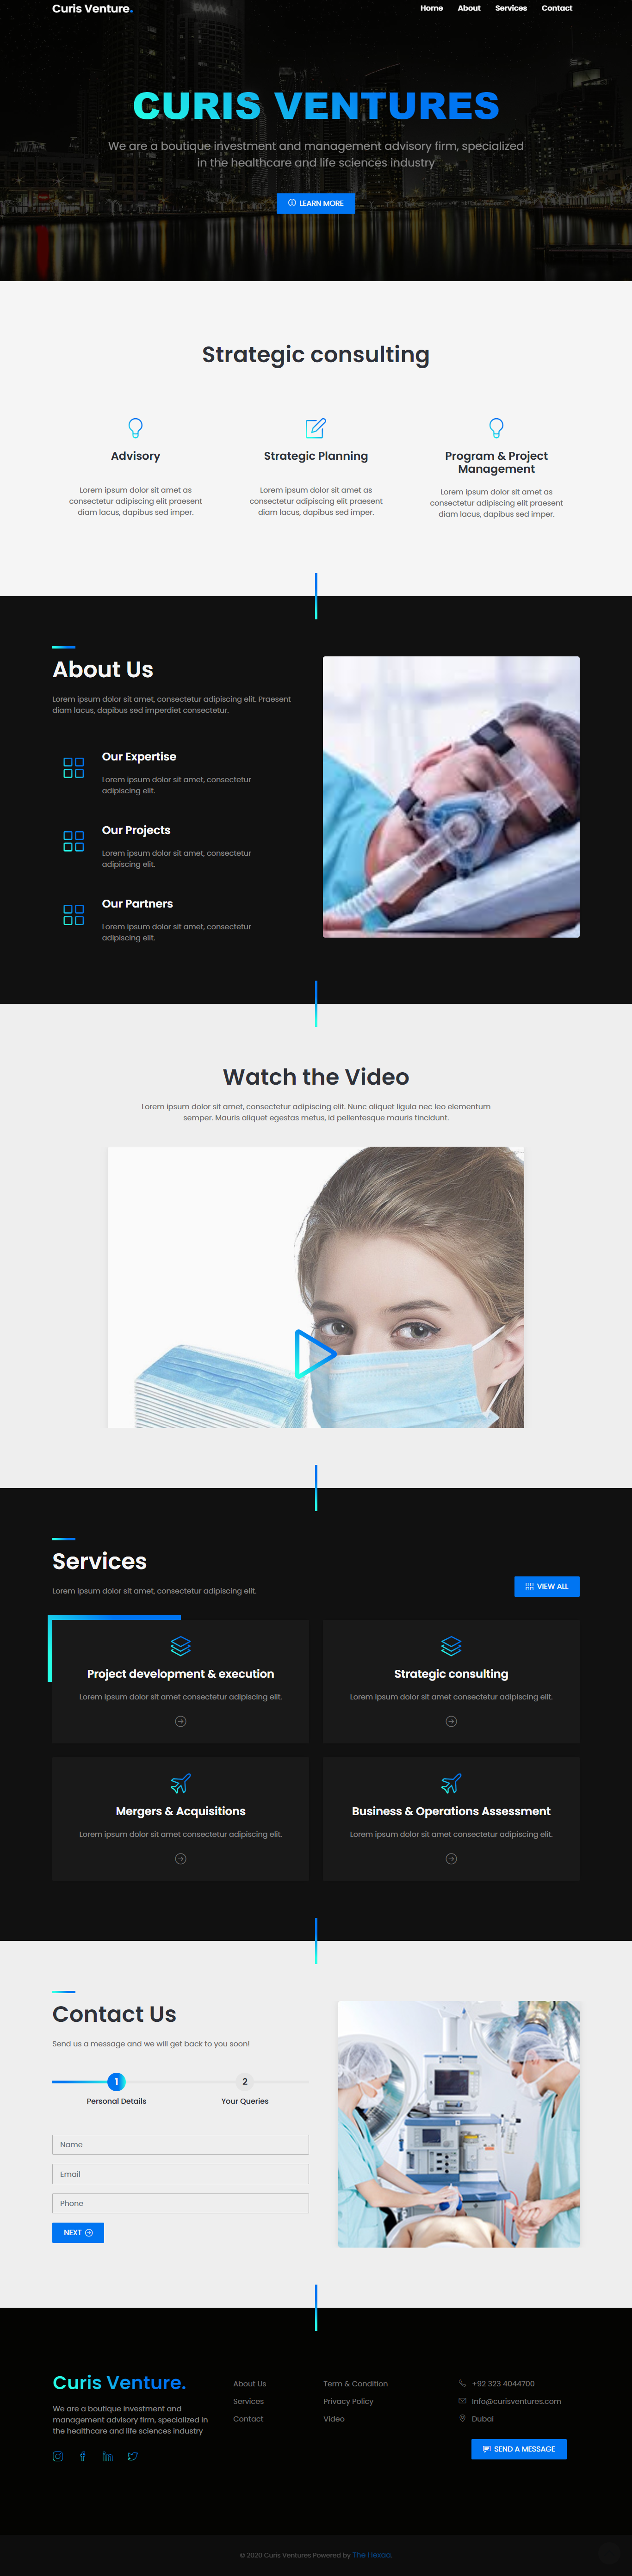 Curis Venture.
Home About Services Contact
EMAAR
CURIS VENTURES
We are a boutique investment and management advisory firm, specialized
in the healthcare and life sciences industry
LEARN MORE
Strategic consulting
Advisory
Lorem ipsum dolor sit amet as
consectetur adipiscing elit praesent
diam lacus, dapibus sed imper.
Strategic Planning
Lorem ipsum dolor sit amet as
consectetur adipiscing elit praesent
diam lacus, dapibus sed imper.
Program & Project
Management
Lorem ipsum dolor sit amet as
consectetur adipiscing elit praesent
diam lacus, dapibus sed imper.
About Us
Lorem ipsum dolor sit amet, consectetur adipiscing elit. Praesent
diam lacus, dapibus sed imperdiet consectetur.
Our Expertise
Lorem ipsum dolor sit amet, consectetur
adipiscing elit.
Our Projects
Lorem ipsum dolor sit amet, consectetur
adipiscing elit.
Our Partners
Lorem ipsum dolor sit amet, consectetur
adipiscing elit.
Watch the Video
Lorem ipsum dolor sit amet, consectetur adipiscing elit. Nunc aliquet ligula nec leo elementum
semper. Mauris aliquet egestas metus, id pellentesque mauris tincidunt.
Services
Lorem ipsum dolor sit amet, consectetur adipiscing elit.
VIEW ALL
Project development & execution
Lorem ipsum dolor sit amet consectetur adipiscing elit.
Strategic consulting
Lorem ipsum dolor sit amet consectetur adipiscing elit.
Mergers & Acquisitions
Lorem ipsum dolor sit amet consectetur adipiscing elit.
Business & Operations Assessment
Lorem ipsum dolor sit amet consectetur adipiscing elit.
Contact Us
Send us a message and we will get back to you soon!
1 2
Personal Details Your Queries
Name
Email
Phone
NEXT
Curis Venture.
We are a boutique investment and
management advisory firm, specialized in
the healthcare and life sciences industry
About Us
Services
Contact
Term & Condition
Privacy Policy
Video
+92 323 4044700
Info@curisventures.com
Dubai
SEND A MESSAGE
© 2020 Curis Ventures Powered by The Hexaa.